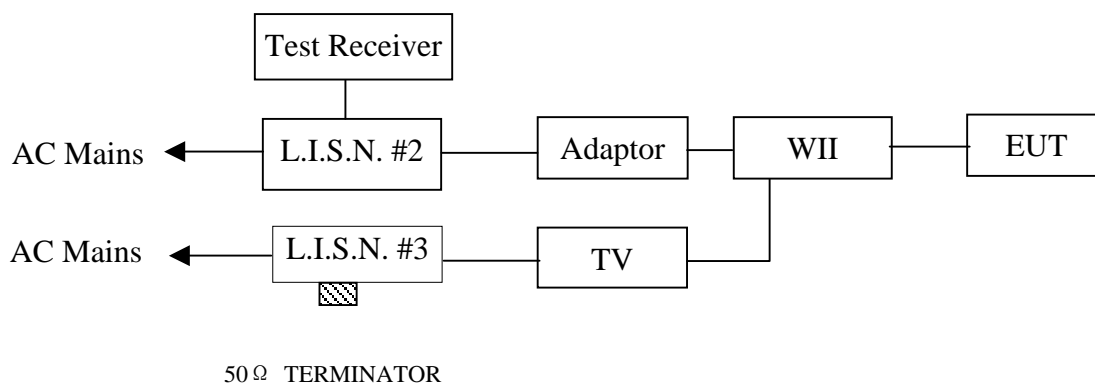 Test Receiver
AC Mains
L.I.S.N. #2
Adaptor
WII
EUT
AC Mains
L.I.S.N. #3
TV
50Ω TERMINATOR